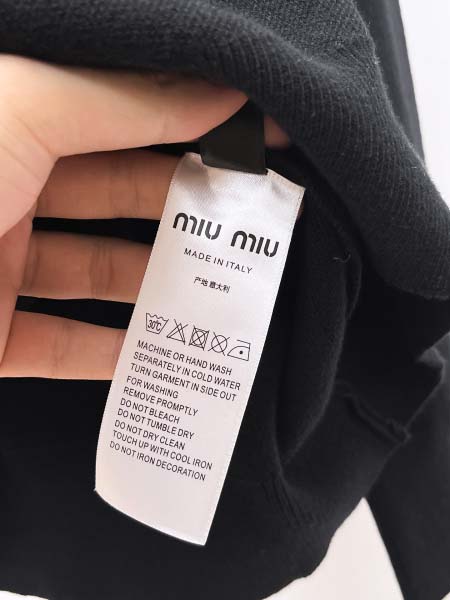 miu miu
MADE IN ITALY
产地 意大利
30℃
MACHINE OR HAND WASH
SEPARATELY IN COLD WATER
TURN GARMENT IN SIDE OUT
FOR WASHING
REMOVE PROMPTLY
DO NOT BLEACH
DO NOT TUMBLE DRY
DO NOT DRY CLEAN
TOUCH UP WITH COOL IRON
DO NOT IRON DECORATION